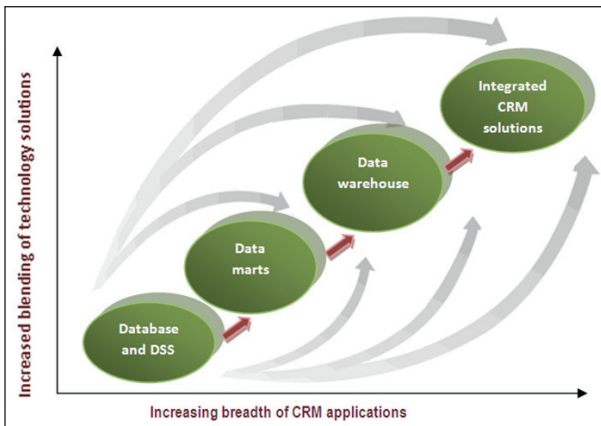 Increased blending of technology solutions
Integrated
CRM
solutions
Data
warehouse
Data
marts
Database
and DSS
Increasing breadth of CRM applications